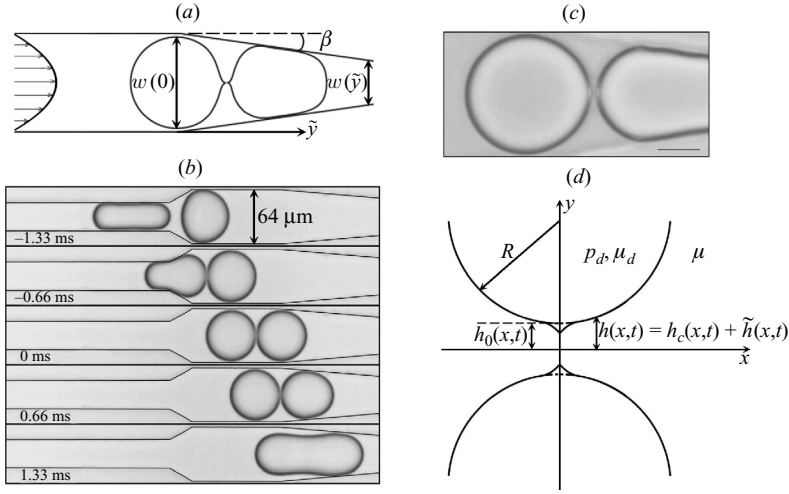 (a)
β
w(0)
w(ỹ)
ỹ
(b)
64 μm
−1.33 ms
−0.66 ms
0 ms
0.66 ms
1.33 ms
(c)
(d)
y
R
p_d, μ_d
μ
h_0(x,t)
h(x,t) = h_c(x,t) + h̃(x,t)
x